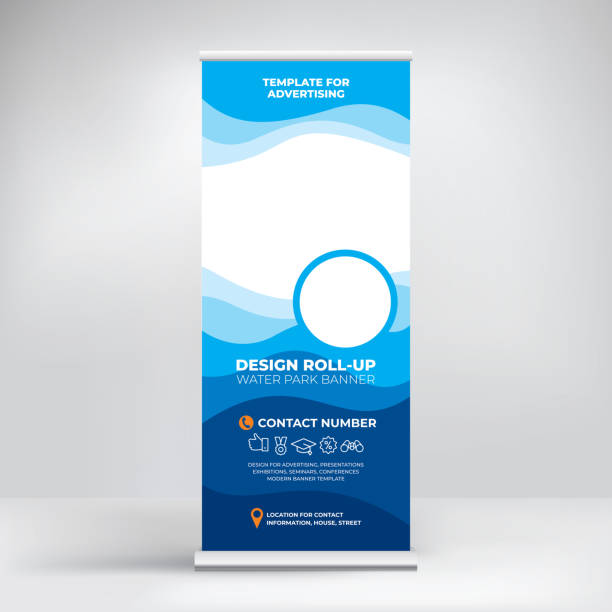 TEMPLATE FOR
ADVERTISING
DESIGN ROLL-UP
WATER PARK BANNER
CONTACT NUMBER
%
DESIGN FOR ADVERTISING, PRESENTATIONS
EXHIBITIONS, SEMINARS, CONFERENCES
MODERN BANNER TEMPLATE
LOCATION FOR CONTACT
INFORMATION, HOUSE, STREET